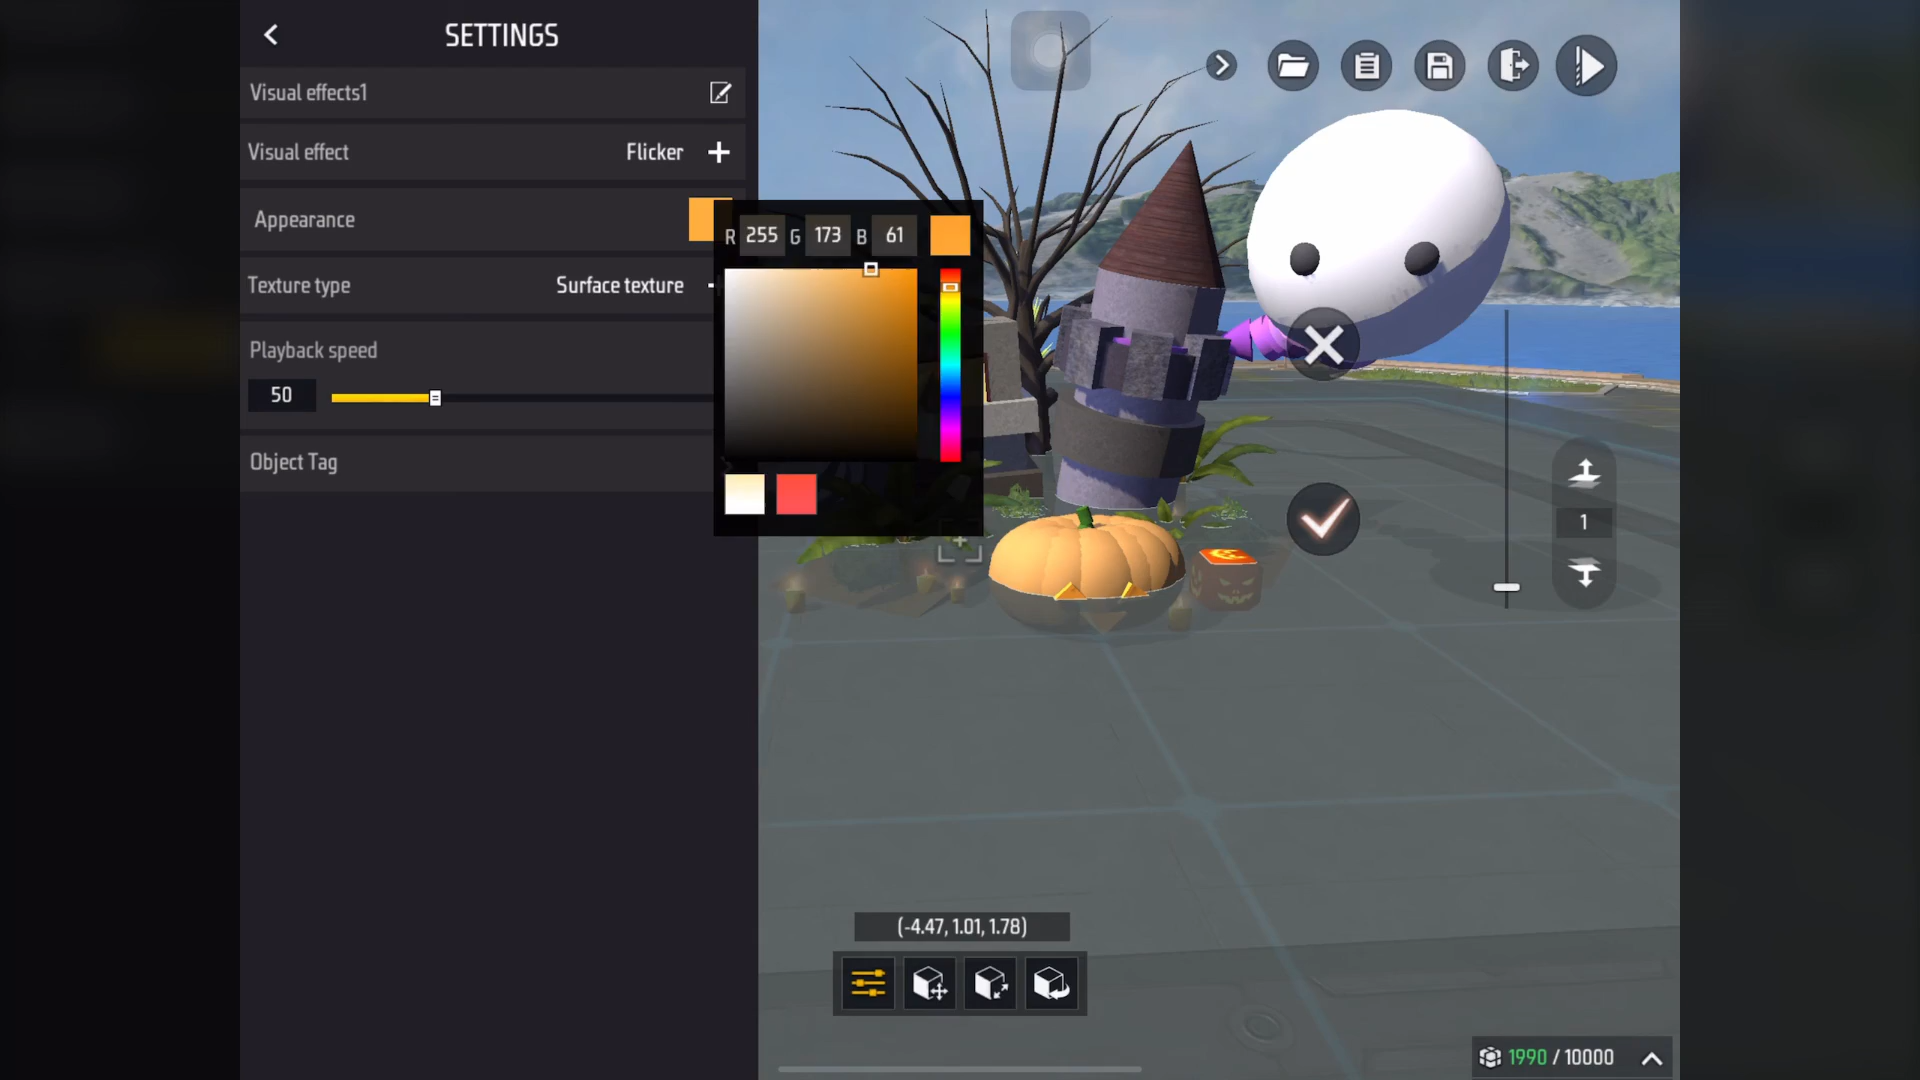 SETTINGS
Visual effects1
Visual effect Flicker
Appearance
R 255 G 173 B 61
Texture type Surface texture
Playback speed
50
Object Tag
1
(-4.47, 1.01, 1.78)
1990 / 10000